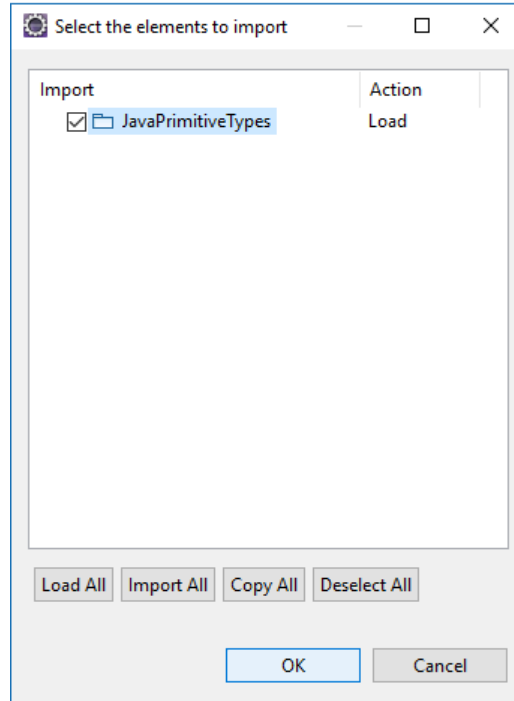 Select the elements to import
Import Action
JavaPrimitiveTypes Load
Load All Import All Copy All Deselect All
OK Cancel